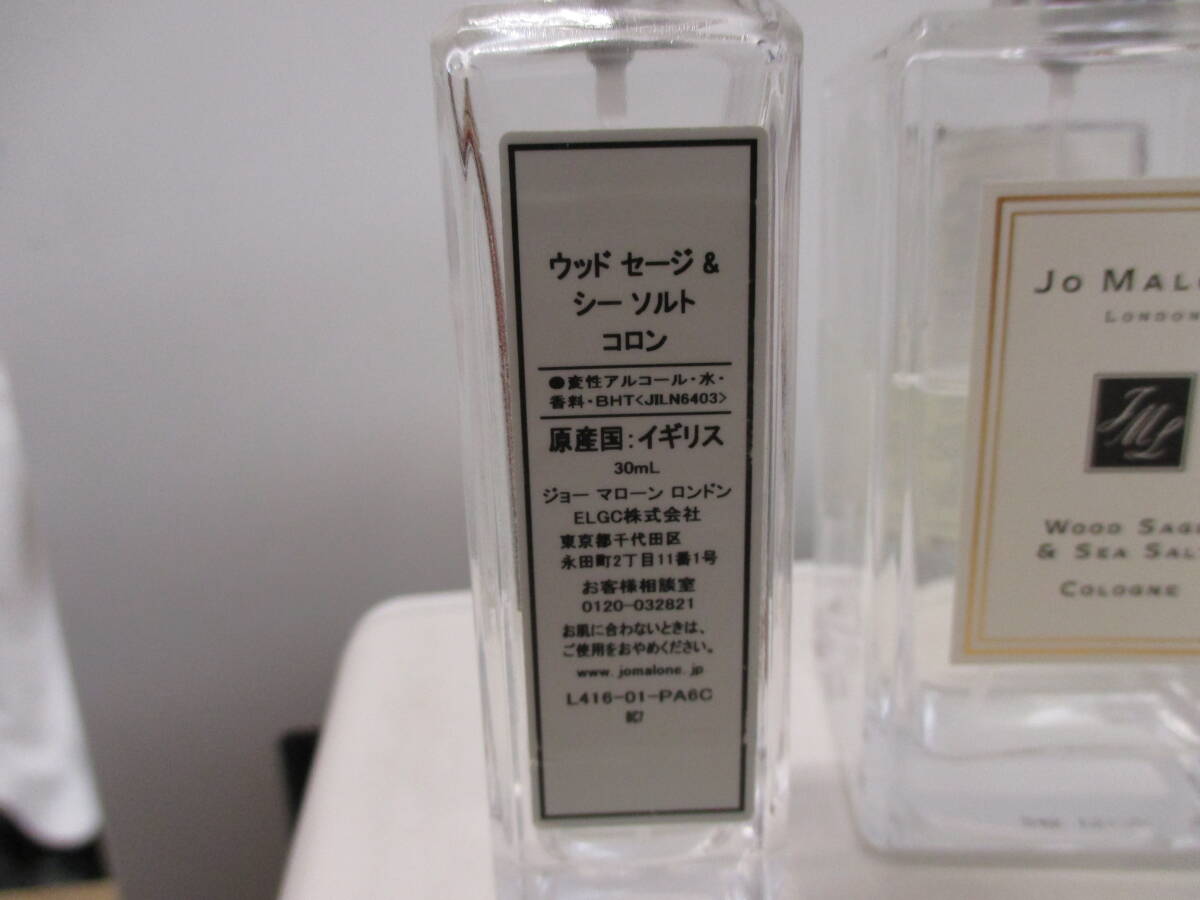 ウッド セージ &
シー ソルト
コロン
●変性アルコール・水・
香料・BHT<JILN6403>
原産国：イギリス
30mL
ジョー マローン ロンドン
ELGC株式会社
東京都千代田区
永田町2丁目11番1号
お客様相談室
0120-032821
お肌に合わないときは、
ご使用をおやめください。
www.jomalone.jp
L416-01-PA6C
BC7
JO MALO
LONDON
JML
WOOD SAGE
& SEA SAL
COLOGNE